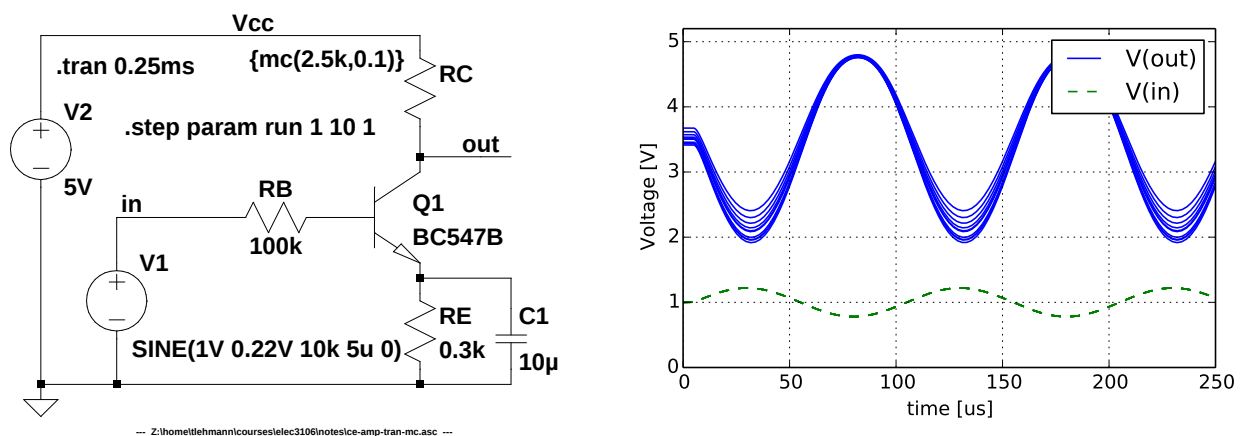 Vcc
.tran 0.25ms
{mc(2.5k,0.1)}
RC
V2
.step param run 1 10 1
out
5V
in
RB
Q1
100k
BC547B
V1
RE
C1
SINE(1V 0.22V 10k 5u 0)
0.3k
10µ
--- Z:\home\tlehmann\courses\elec3106\notes\ce-amp-tran-mc.asc ---
5
4
3
2
1
0
Voltage [V]
V(out)
V(in)
0 50 100 150 200 250
time [us]